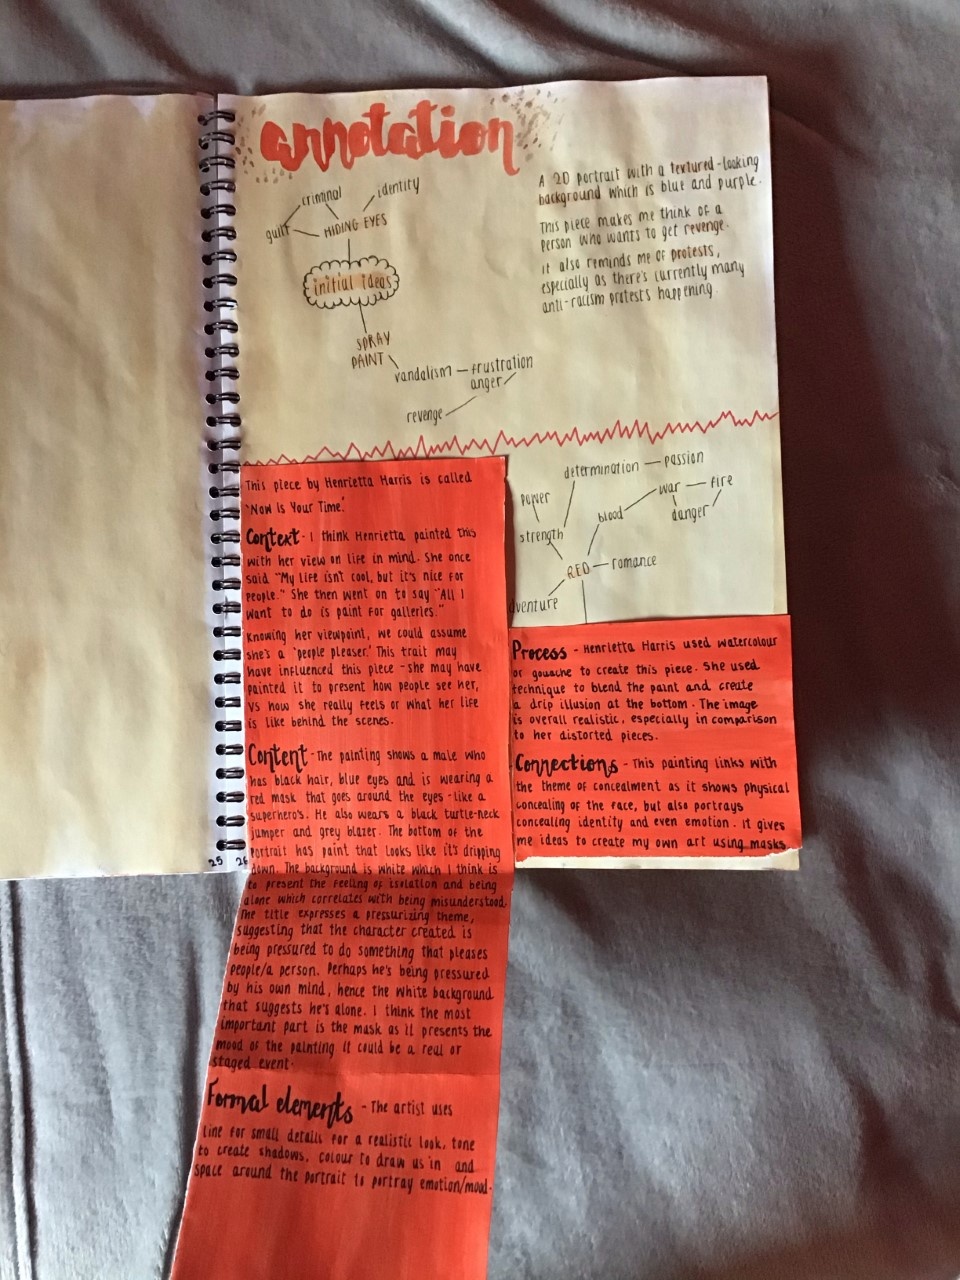 annotation
criminal
identity
guilt
HIDING EYES
initial ideas
SPRAY
PAINT
vandalism — frustration
anger
revenge
A 2D portrait with a textured-looking
background which is blue and purple.
This piece makes me think of a
person who wants to get revenge.
it also reminds me of protests,
especially as there's currently many
anti-racism protests happening.
This piece by Henrietta Harris is called
'Now is Your Time.'
Context - I think Henrietta painted this
with her view on life in mind. She once
said "My life isn't cool, but it's nice for
people." She then went on to say "All I
want to do is paint for galleries."
Knowing her viewpoint, we could assume
she's a 'people pleaser.' This trait may
have influenced this piece - she may have
painted it to present how people see her,
vs how she really feels or what her life
is like behind the scenes.
Content - The painting shows a male who
has black hair, blue eyes and is wearing a
red mask that goes around the eyes - like a
superhero's. He also wears a black turtle-neck
jumper and grey blazer. The bottom of the
portrait has paint that looks like it's dripping
down. The background is white which I think is
to present the feeling of isolation and being
alone which correlates with being misunderstood.
The title expresses a pressurizing theme,
suggesting that the character created is
being pressured to do something that pleases
people/a person. Perhaps he's being pressured
by his own mind, hence the white background
that suggests he's alone. I think the most
important part is the mask as it presents the
mood of the painting it could be a real or
staged event.
Formal elements - The artist uses
line for small details for a realistic look, tone
to create shadows, colour to draw us in and
space around the portrait to portray emotion/mood.
determination — passion
power
war — fire
blood
danger
strength
RED — romance
dventure
Process - Henrietta Harris used watercolour
or gouache to create this piece. She used
technique to blend the paint and create
a drip illusion at the bottom. The image
is overall realistic, especially in comparison
to her distorted pieces.
Connections - This painting links with
the theme of concealment as it shows physical
concealing of the face, but also portrays
concealing identity and even emotion. It gives
me ideas to create my own art using masks.
25 26